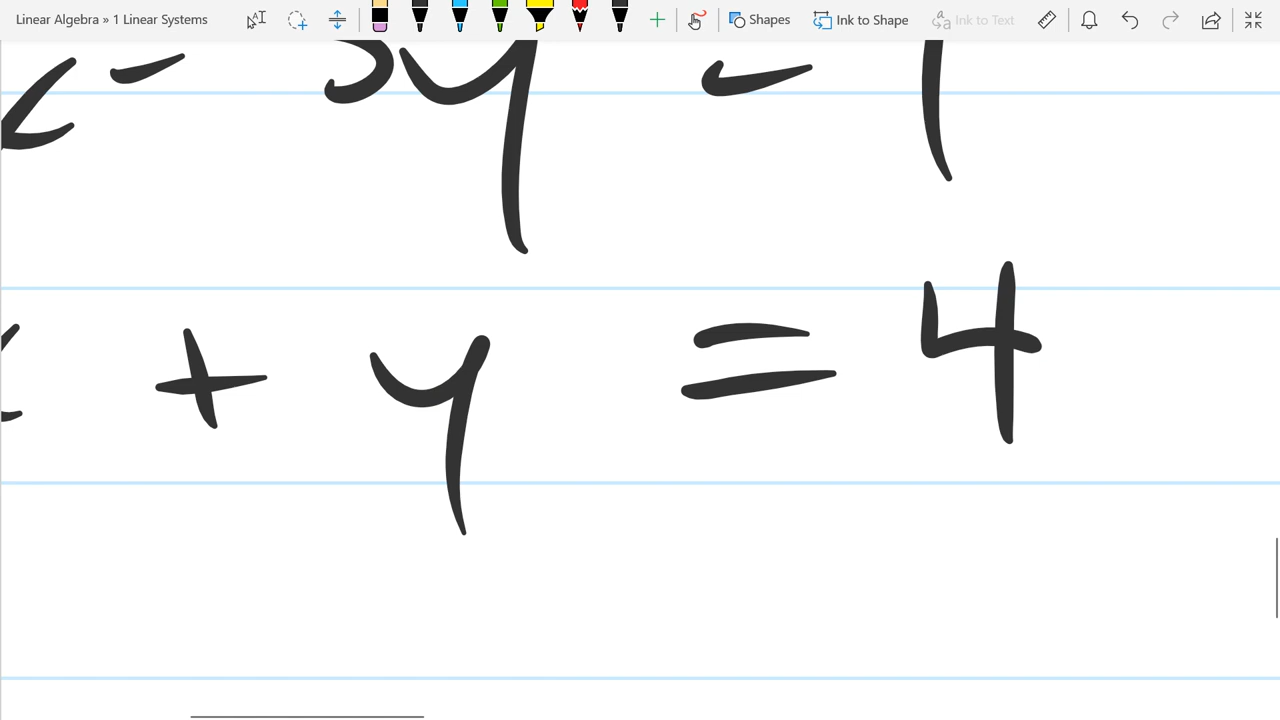 Linear Algebra » 1 Linear Systems Shapes Ink to Shape Ink to Text
- 3y = 1
+ y = 4